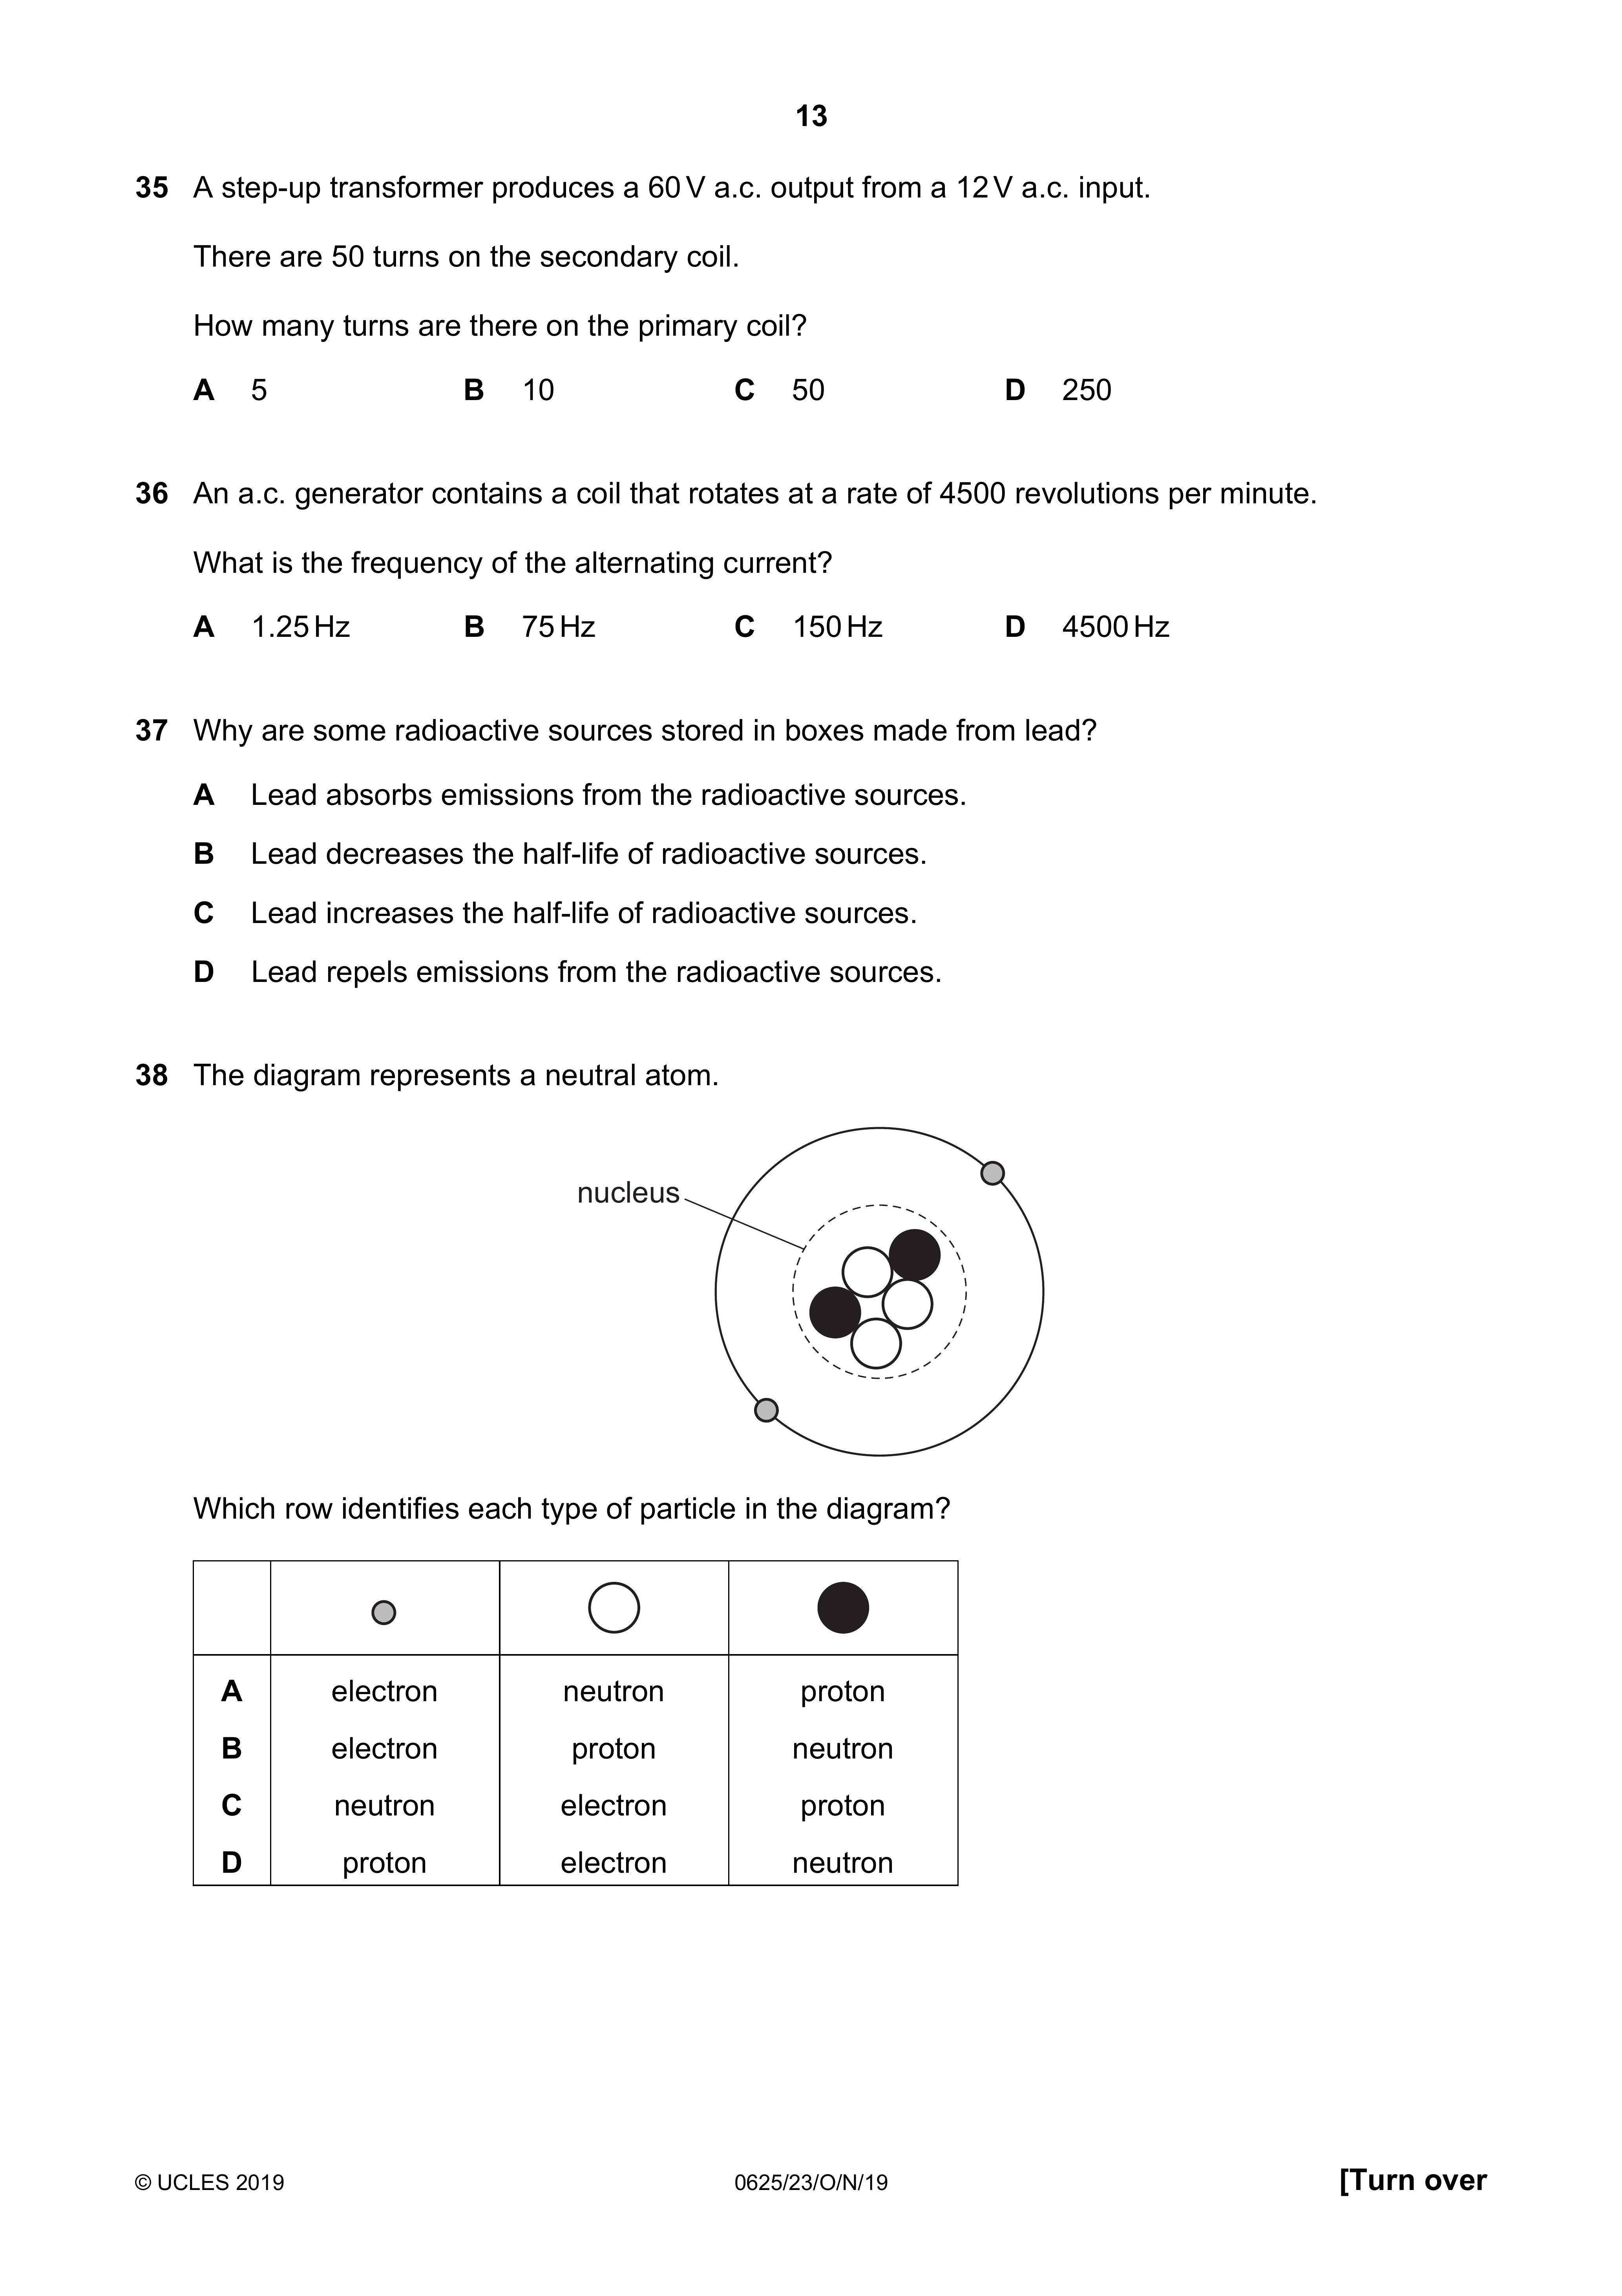 13
35 A step-up transformer produces a 60 V a.c. output from a 12 V a.c. input.
There are 50 turns on the secondary coil.
How many turns are there on the primary coil?
A 5 B 10 C 50 D 250
36 An a.c. generator contains a coil that rotates at a rate of 4500 revolutions per minute.
What is the frequency of the alternating current?
A 1.25 Hz B 75 Hz C 150 Hz D 4500 Hz
37 Why are some radioactive sources stored in boxes made from lead?
A Lead absorbs emissions from the radioactive sources.
B Lead decreases the half-life of radioactive sources.
C Lead increases the half-life of radioactive sources.
D Lead repels emissions from the radioactive sources.
38 The diagram represents a neutral atom.
nucleus
Which row identifies each type of particle in the diagram?
A electron neutron proton
B electron proton neutron
C neutron electron proton
D proton electron neutron
© UCLES 2019 0625/23/O/N/19 [Turn over